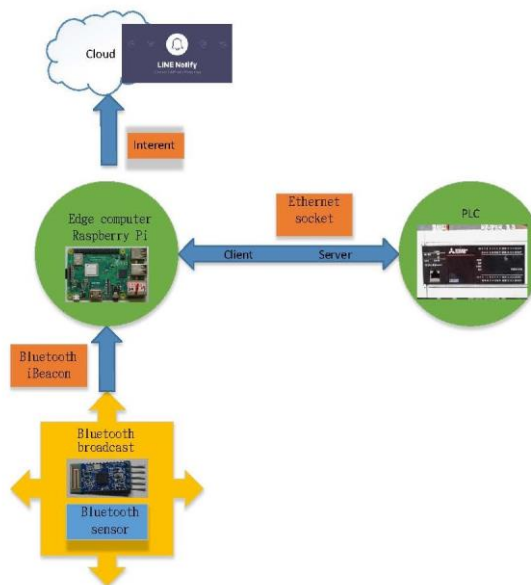 Cloud
LINE Notify
Interent
Edge computer
Raspberry Pi
Ethernet
socket
Client
Server
PLC
Bluetooth
iBeacon
Bluetooth
broadcast
Bluetooth
sensor